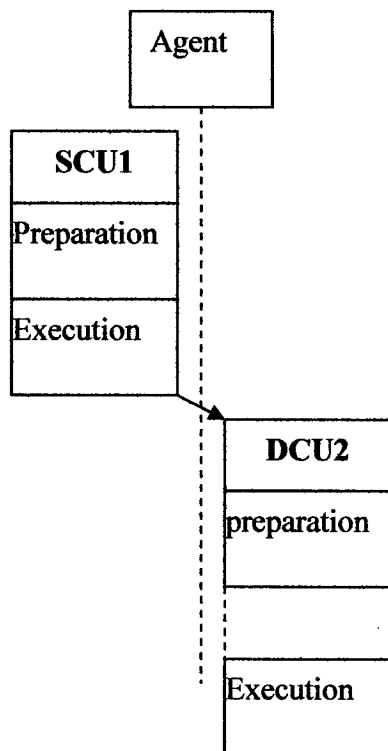 Agent
SCU1
Preparation
Execution
DCU2
preparation
Execution